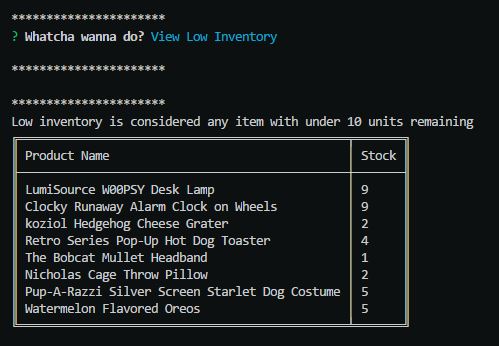 **********************
? Whatcha wanna do? View Low Inventory
**********************
**********************
Low inventory is considered any item with under 10 units remaining
Product Name Stock
LumiSource W00PSY Desk Lamp 9
Clocky Runaway Alarm Clock on Wheels 9
koziol Hedgehog Cheese Grater 2
Retro Series Pop-Up Hot Dog Toaster 4
The Bobcat Mullet Headband 1
Nicholas Cage Throw Pillow 2
Pup-A-Razzi Silver Screen Starlet Dog Costume 5
Watermelon Flavored Oreos 5